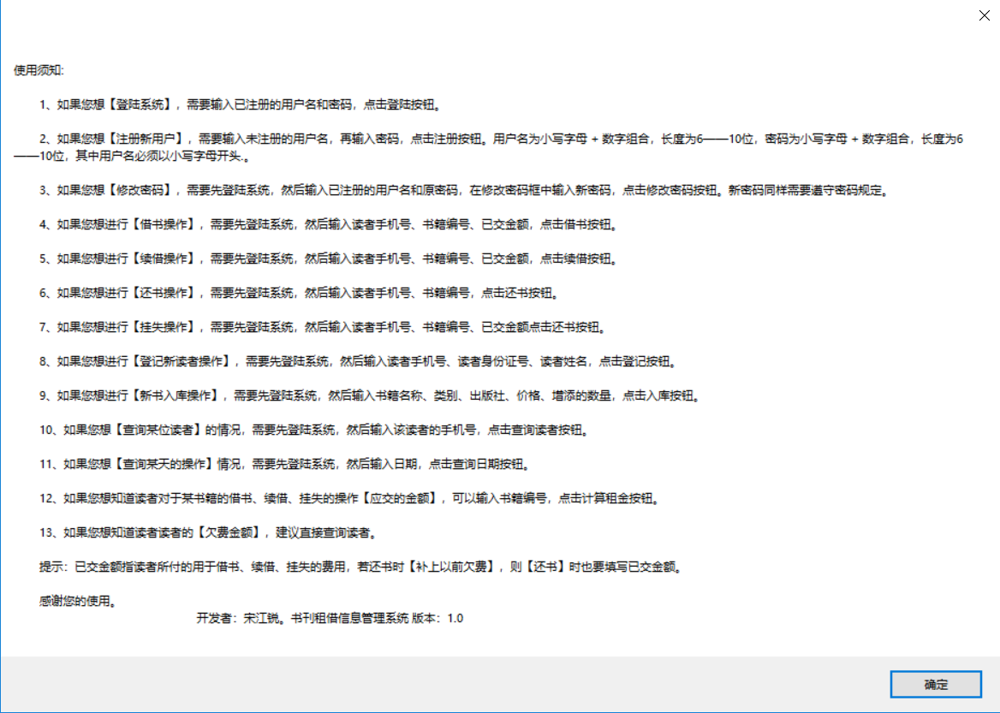 使用须知:
1、如果您想【登陆系统】，需要输入已注册的用户名和密码，点击登陆按钮。
2、如果您想【注册新用户】，需要输入未注册的用户名，再输入密码，点击注册按钮。用户名为小写字母 + 数字组合，长度为6——10位，密码为小写字母 + 数字组合，长度为6
——10位，其中用户名必须以小写字母开头.。
3、如果您想【修改密码】，需要先登陆系统，然后输入已注册的用户名和原密码，在修改密码框中输入新密码，点击修改密码按钮。新密码同样需要遵守密码规定。
4、如果您想进行【借书操作】，需要先登陆系统，然后输入读者手机号、书籍编号、已交金额，点击借书按钮。
5、如果您想进行【续借操作】，需要先登陆系统，然后输入读者手机号、书籍编号、已交金额，点击续借按钮。
6、如果您想进行【还书操作】，需要先登陆系统，然后输入读者手机号、书籍编号，点击还书按钮。
7、如果您想进行【挂失操作】，需要先登陆系统，然后输入读者手机号、书籍编号、已交金额点击还书按钮。
8、如果您想进行【登记新读者操作】，需要先登陆系统，然后输入读者手机号、读者身份证号、读者姓名，点击登记按钮。
9、如果您想进行【新书入库操作】，需要先登陆系统，然后输入书籍名称、类别、出版社、价格、增添的数量，点击入库按钮。
10、如果您想【查询某位读者】的情况，需要先登陆系统，然后输入该读者的手机号，点击查询读者按钮。
11、如果您想【查询某天的操作】情况，需要先登陆系统，然后输入日期，点击查询日期按钮。
12、如果您想知道读者对于某书籍的借书、续借、挂失的操作【应交的金额】，可以输入书籍编号，点击计算租金按钮。
13、如果您想知道读者读者的【欠费金额】，建议直接查询读者。
提示：已交金额指读者所付的用于借书、续借、挂失的费用，若还书时【补上以前欠费】，则【还书】时也要填写已交金额。
感谢您的使用。
开发者：宋江锐。书刊租借信息管理系统 版本：1.0
确定